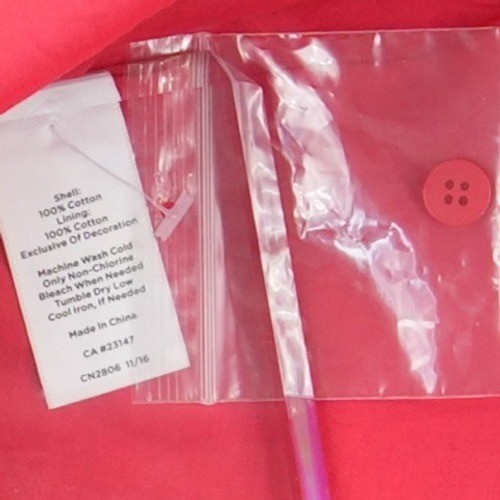 Shell:
100% Cotton
Lining:
100% Cotton
Exclusive Of Decoration
Machine Wash Cold
Only Non-Chlorine
Bleach When Needed
Tumble Dry Low
Cool Iron, If Needed
Made In China
CA #23147
CN2806 11/16